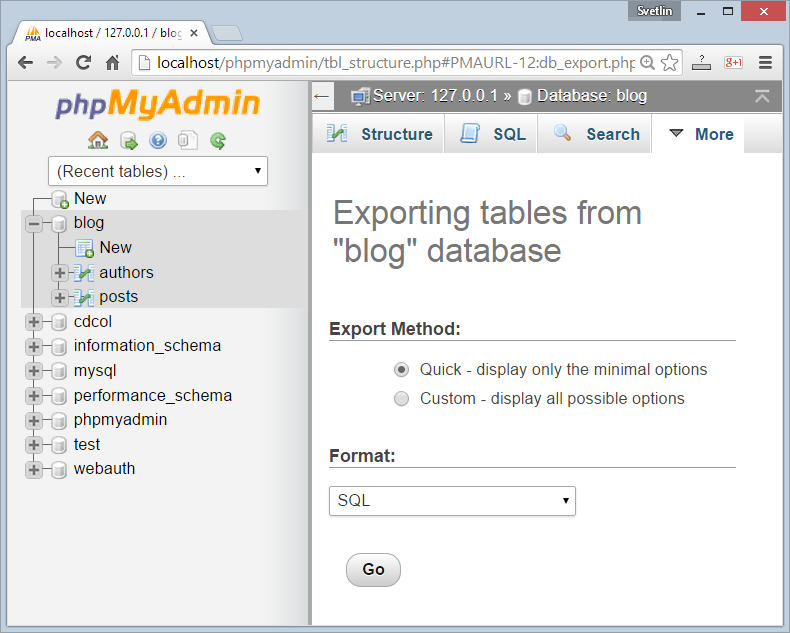 Svetlin
localhost / 127.0.0.1 / blog
localhost/phpmyadmin/tbl_structure.php#PMAURL-12:db_export.php
g+1
PMA
phpMyAdmin
(Recent tables) ...
New
blog
New
authors
posts
cdcol
information_schema
mysql
performance_schema
phpmyadmin
test
webauth
Server: 127.0.0.1 » Database: blog
Structure SQL Search More
Exporting tables from
"blog" database
Export Method:
Quick - display only the minimal options
Custom - display all possible options
Format:
SQL
Go